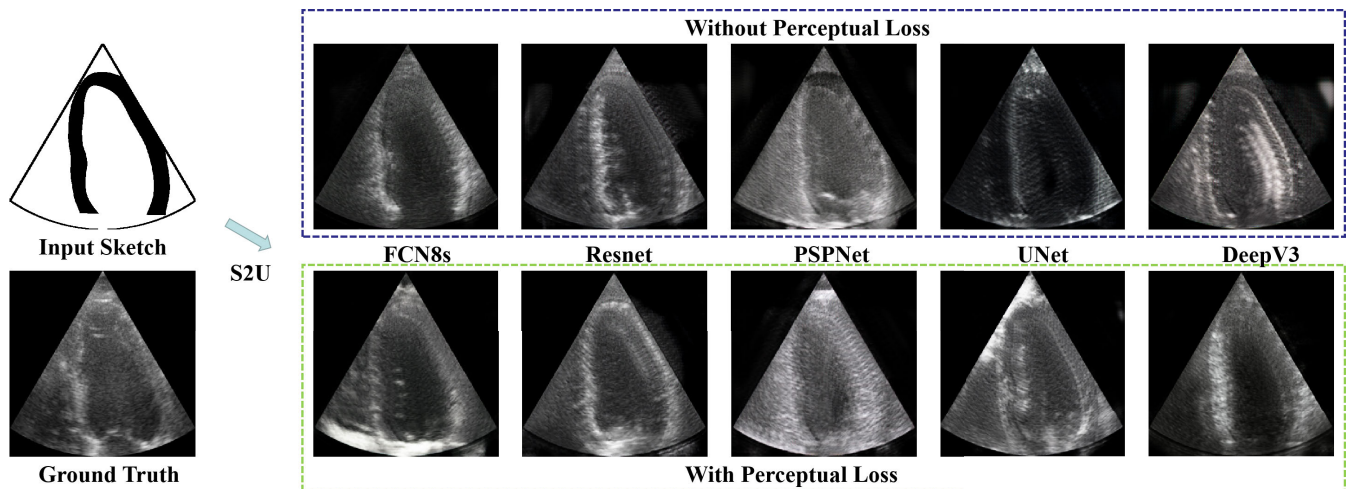 Without Perceptual Loss
Input Sketch
S2U
FCN8s Resnet PSPNet UNet DeepV3
Ground Truth
With Perceptual Loss